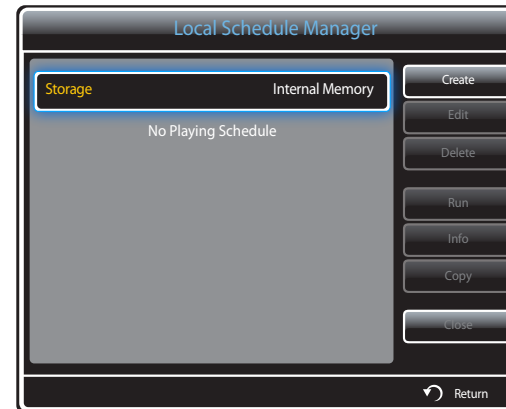 Local Schedule Manager
Storage Internal Memory
No Playing Schedule
Create
Edit
Delete
Run
Info
Copy
Close
Return